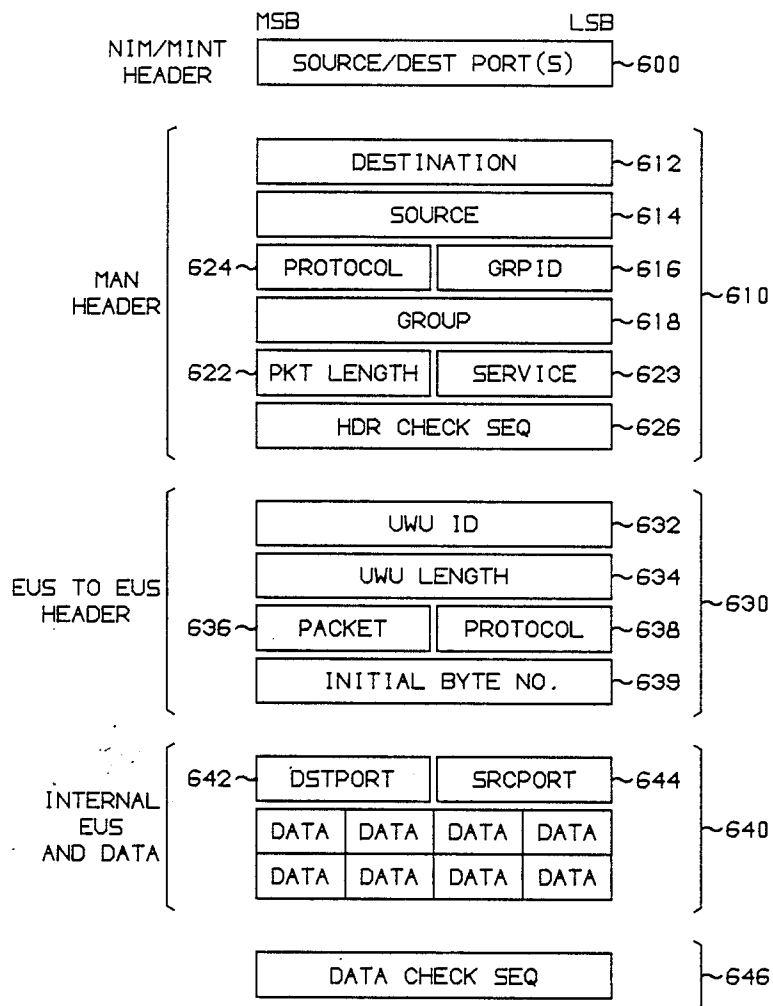 MSB LSB
NIM/MINT
HEADER
SOURCE/DEST PORT(S) 600
DESTINATION 612
SOURCE 614
624 PROTOCOL GRPID 616
MAN
HEADER
610
GROUP 618
622 PKT LENGTH SERVICE 623
HDR CHECK SEQ 626
UWU ID 632
UWU LENGTH 634
EUS TO EUS
HEADER
630
636 PACKET PROTOCOL 638
INITIAL BYTE NO. 639
642 DSTPORT SRCPORT 644
INTERNAL
EUS
AND DATA
640
DATA DATA DATA DATA
DATA DATA DATA DATA
DATA CHECK SEQ 646